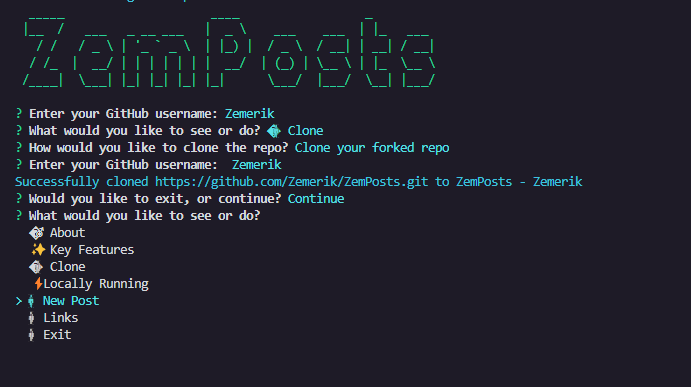 ZemPosts
? Enter your GitHub username: Zemerik
? What would you like to see or do? Clone
? How would you like to clone the repo? Clone your forked repo
? Enter your GitHub username:  Zemerik
Successfully cloned https://github.com/Zemerik/ZemPosts.git to ZemPosts - Zemerik
? Would you like to exit, or continue? Continue
? What would you like to see or do?
About
✨ Key Features
Clone
⚡Locally Running
> New Post
Links
Exit